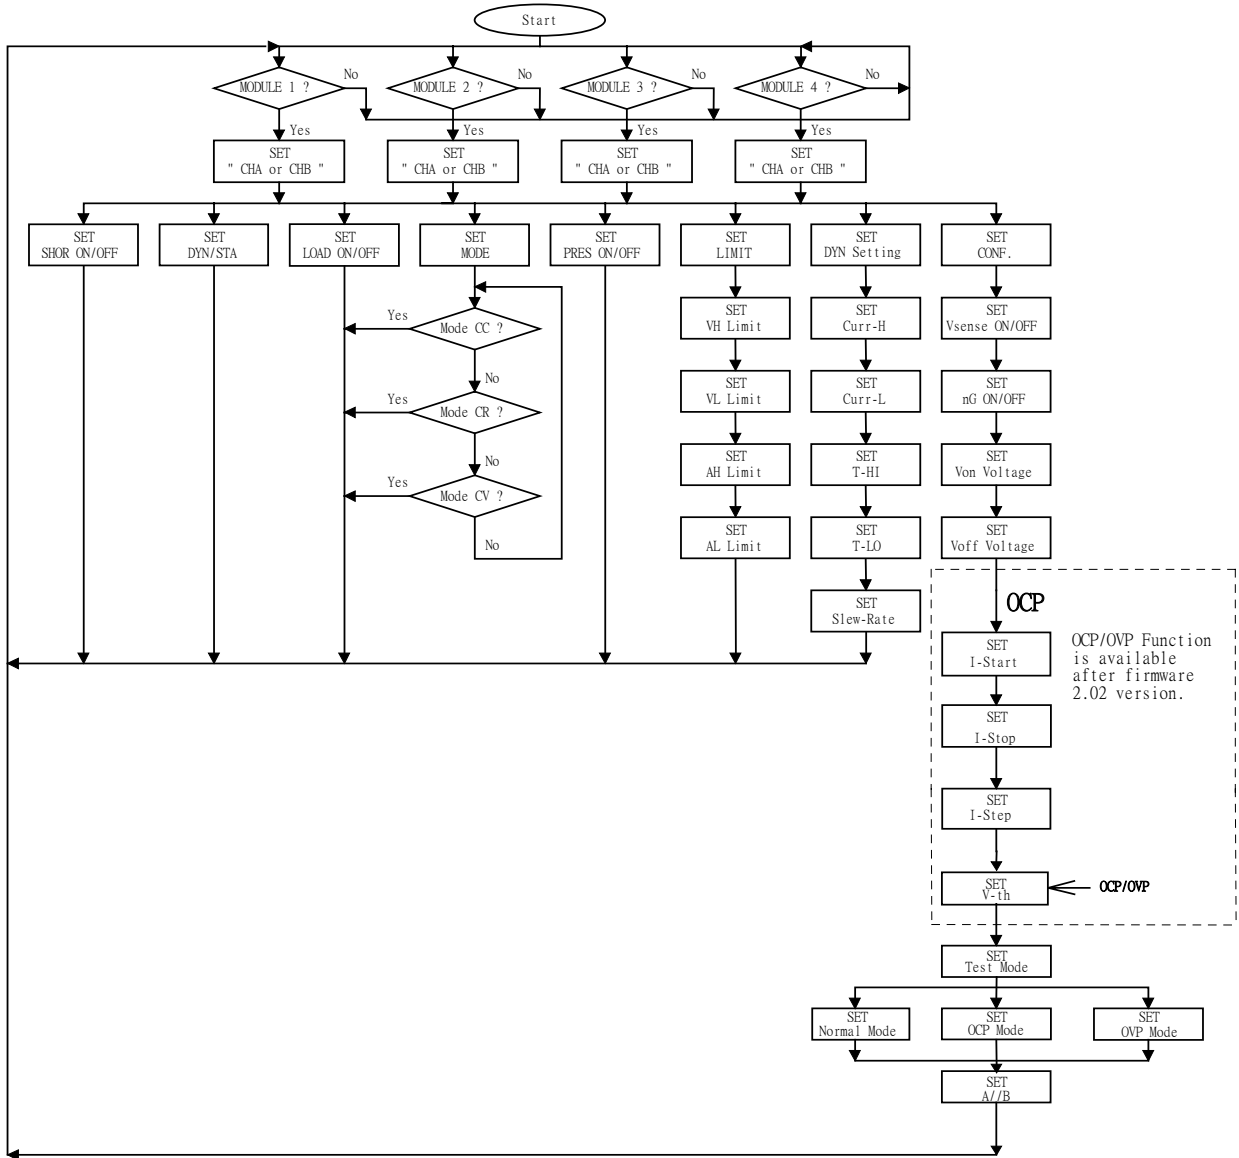 Start
MODULE 1 ?
No
MODULE 2 ?
No
MODULE 3 ?
No
MODULE 4 ?
No
Yes
Yes
Yes
Yes
SET
" CHA or CHB "
SET
" CHA or CHB "
SET
" CHA or CHB "
SET
" CHA or CHB "
SET
SHOR ON/OFF
SET
DYN/STA
SET
LOAD ON/OFF
SET
MODE
SET
PRES ON/OFF
SET
LIMIT
SET
DYN Setting
SET
CONF.
Yes
Mode CC ?
No
Yes
Mode CR ?
No
Yes
Mode CV ?
No
SET
VH Limit
SET
VL Limit
SET
AH Limit
SET
AL Limit
SET
Curr-H
SET
Curr-L
SET
T-HI
SET
T-LO
SET
Slew-Rate
SET
Vsense ON/OFF
SET
nG ON/OFF
SET
Von Voltage
SET
Voff Voltage
OCP
SET
I-Start
OCP/OVP Function
is available
after firmware
2.02 version.
SET
I-Stop
SET
I-Step
SET
V-th
OCP/OVP
SET
Test Mode
SET
Normal Mode
SET
OCP Mode
SET
OVP Mode
SET
A//B